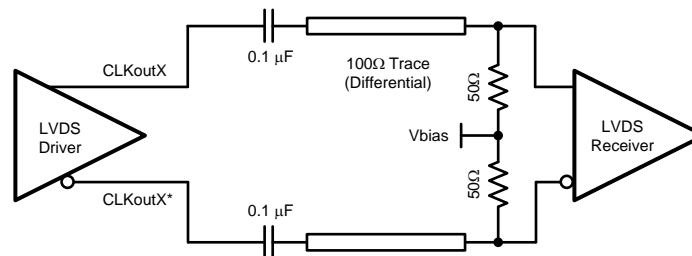 CLKoutX
0.1 μF
100Ω Trace
(Differential)
50Ω
LVDS
Driver
Vbias
LVDS
Receiver
50Ω
CLKoutX*
0.1 μF